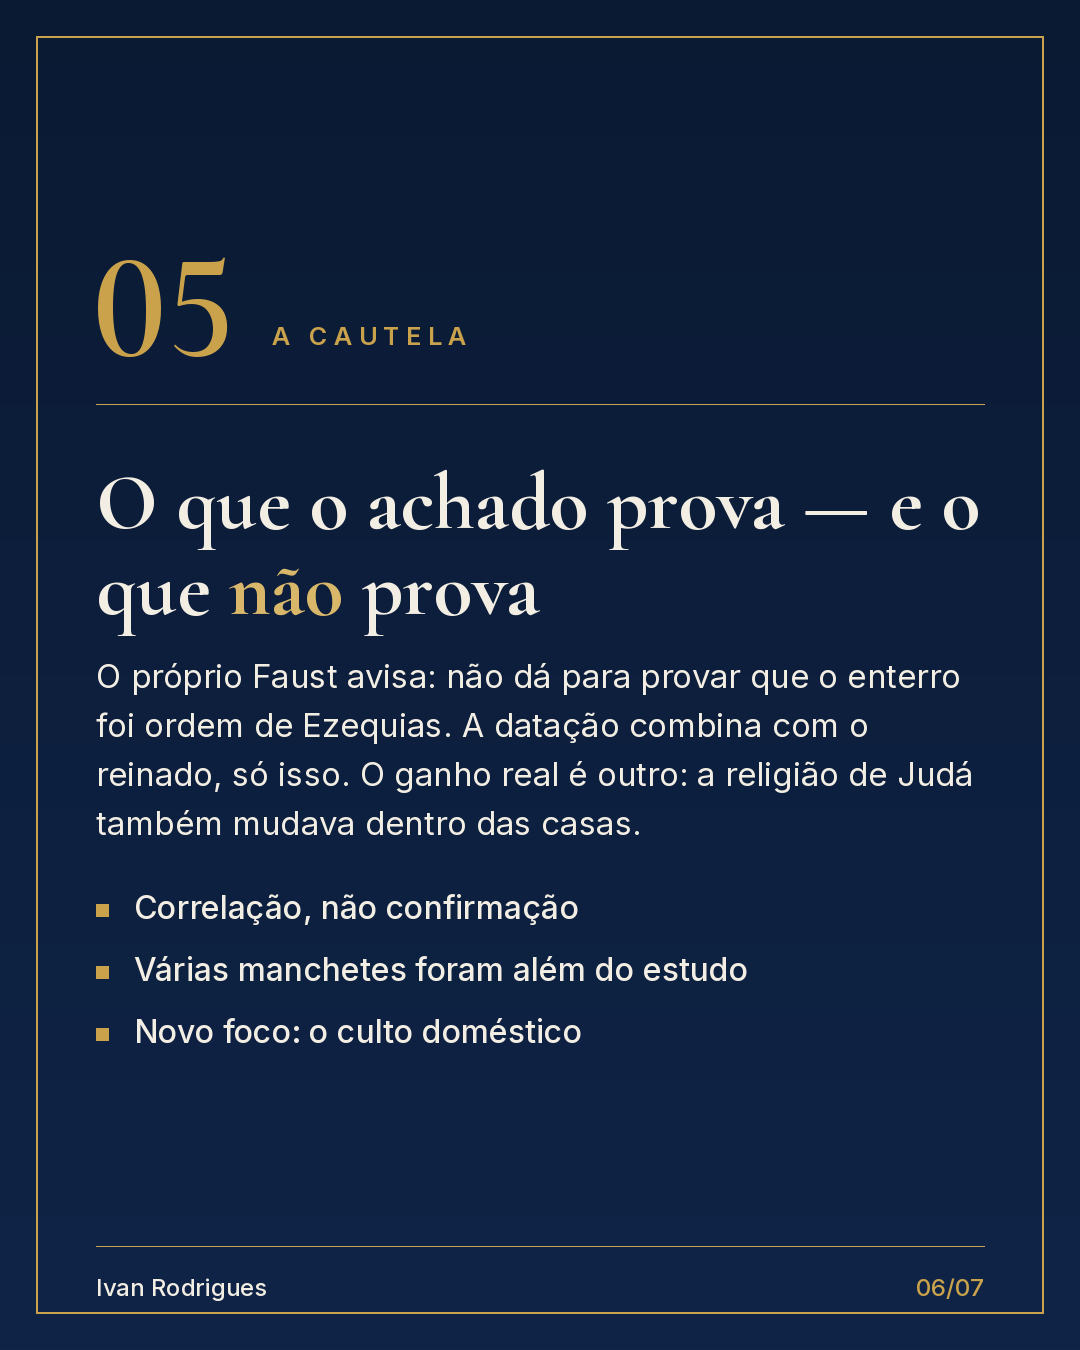 05
A CAUTELA
O que o achado prova — e o
que não prova
O próprio Faust avisa: não dá para provar que o enterro
foi ordem de Ezequias. A datação combina com o
reinado, só isso. O ganho real é outro: a religião de Judá
também mudava dentro das casas.
Correlação, não confirmação
Várias manchetes foram além do estudo
Novo foco: o culto doméstico
Ivan Rodrigues
06/07